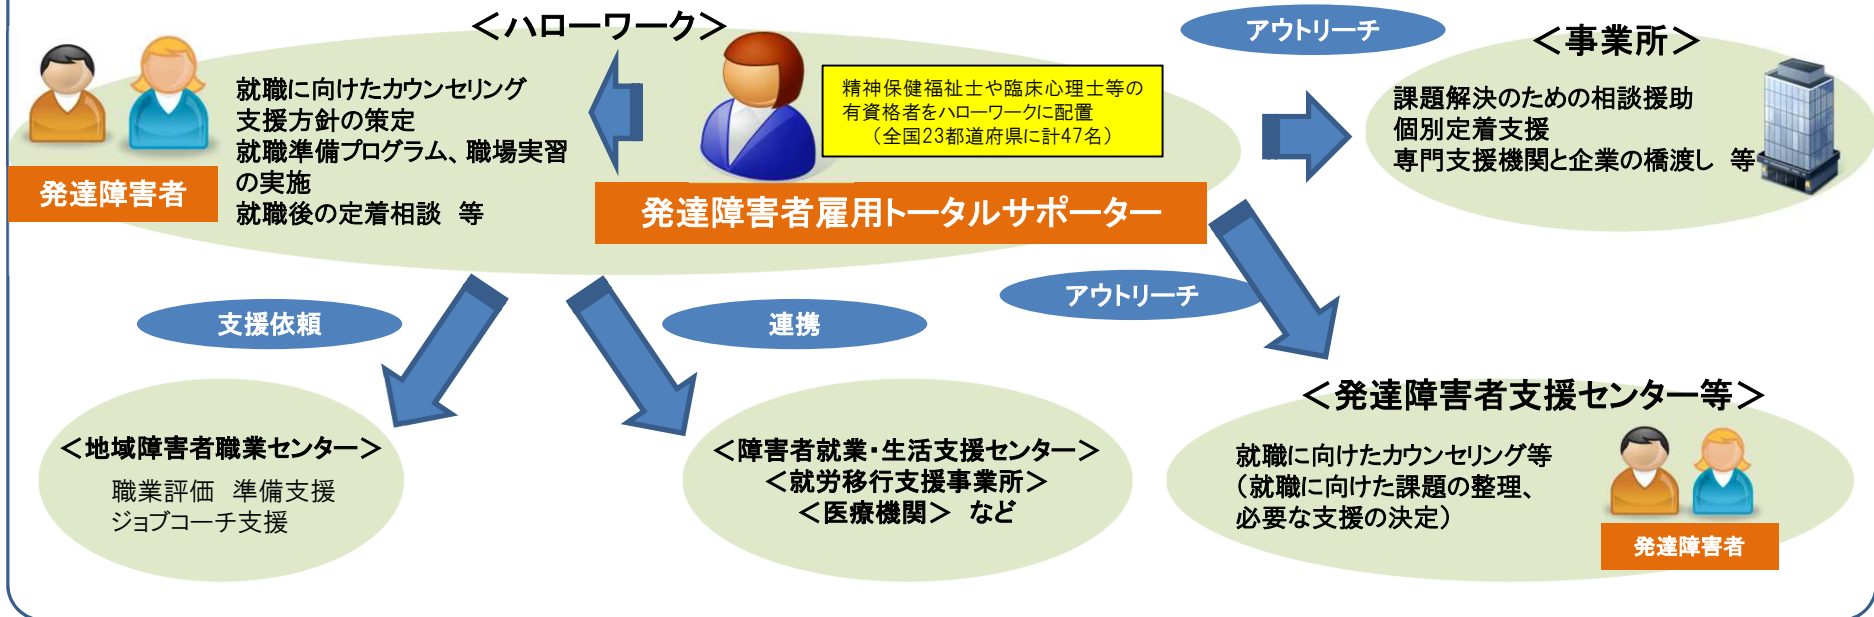 ＜ハローワーク＞
発達障害者
就職に向けたカウンセリング
支援方針の策定
就職準備プログラム、職場実習
の実施
就職後の定着相談　等
精神保健福祉士や臨床心理士等の
有資格者をハローワークに配置
（全国23都道府県に計47名）
発達障害者雇用トータルサポーター
アウトリーチ
＜事業所＞
課題解決のための相談援助
個別定着支援
専門支援機関と企業の橋渡し　等
支援依頼
連携
アウトリーチ
＜地域障害者職業センター＞
職業評価　準備支援
ジョブコーチ支援
＜障害者就業・生活支援センター＞
＜就労移行支援事業所＞
＜医療機関＞　など
＜発達障害者支援センター等＞
就職に向けたカウンセリング等
（就職に向けた課題の整理、
必要な支援の決定）
発達障害者